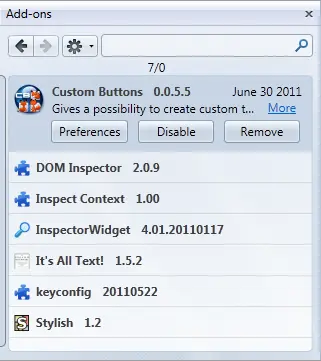 Add-ons
7/0
Custom Buttons 0.0.5.5 June 30 2011
Gives a possibility to create custom t... More
Preferences Disable Remove
DOM Inspector 2.0.9
Inspect Context 1.00
InspectorWidget 4.01.20110117
It's All Text! 1.5.2
keyconfig 20110522
Stylish 1.2